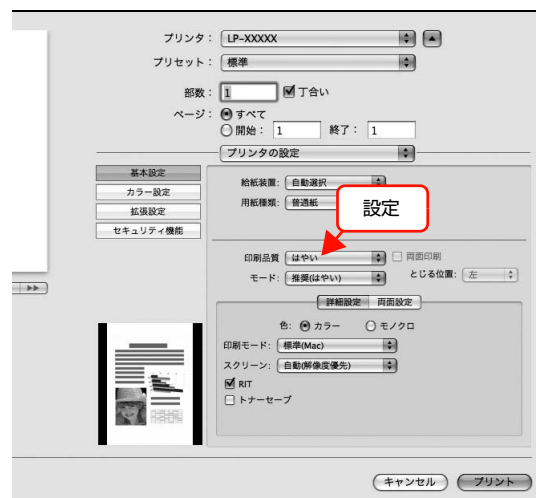 プリンタ： LP-XXXXX
プリセット： 標準
部数： 1 丁合い
ページ： すべて
開始： 1 終了： 1
プリンタの設定
基本設定
カラー設定
拡張設定
セキュリティ機能
給紙装置： 自動選択
用紙種類： 普通紙
設定
印刷品質 はやい 両面印刷
モード： 推奨(はやい) とじる位置： 左
詳細設定 両面設定
色： カラー モノクロ
印刷モード： 標準(Mac)
スクリーン： 自動(解像度優先)
RIT
トナーセーブ
キャンセル プリント